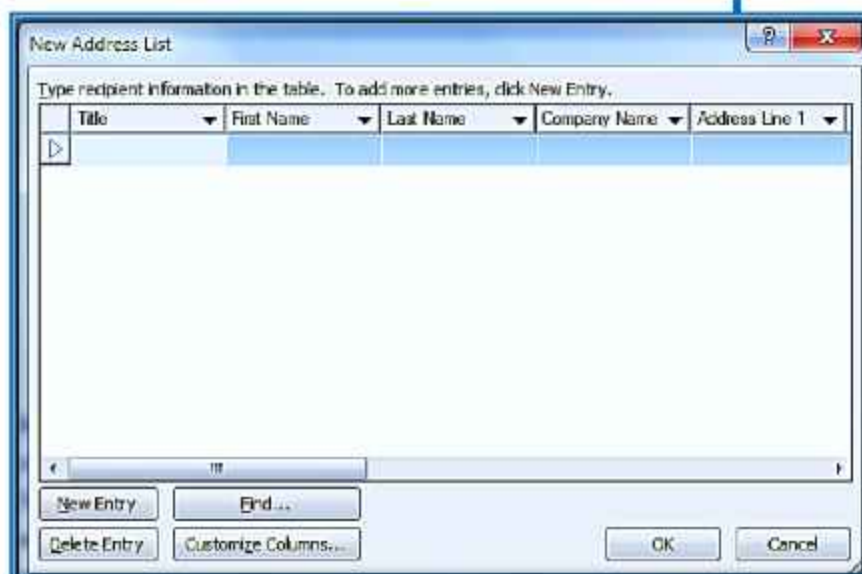 New Address List
Type recipient information in the table. To add more entries, click New Entry.
Title First Name Last Name Company Name Address Line 1
New Entry Find...
Delete Entry Customize Columns... OK Cancel